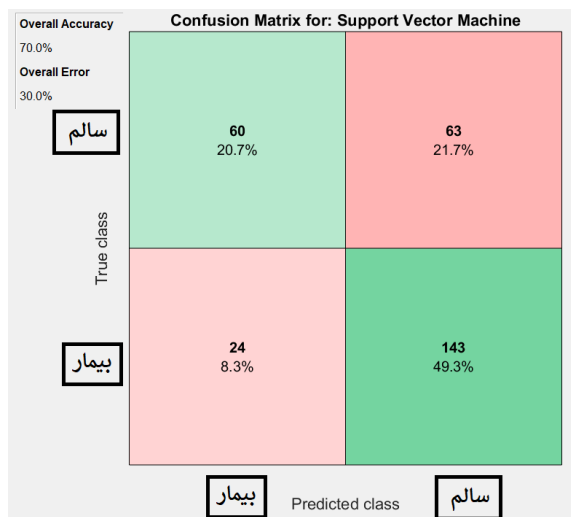 Overall Accuracy
70.0%
Overall Error
30.0%
Confusion Matrix for: Support Vector Machine
سالم
60
20.7%
63
21.7%
True class
بیمار
24
8.3%
143
49.3%
بیمار
Predicted class
سالم